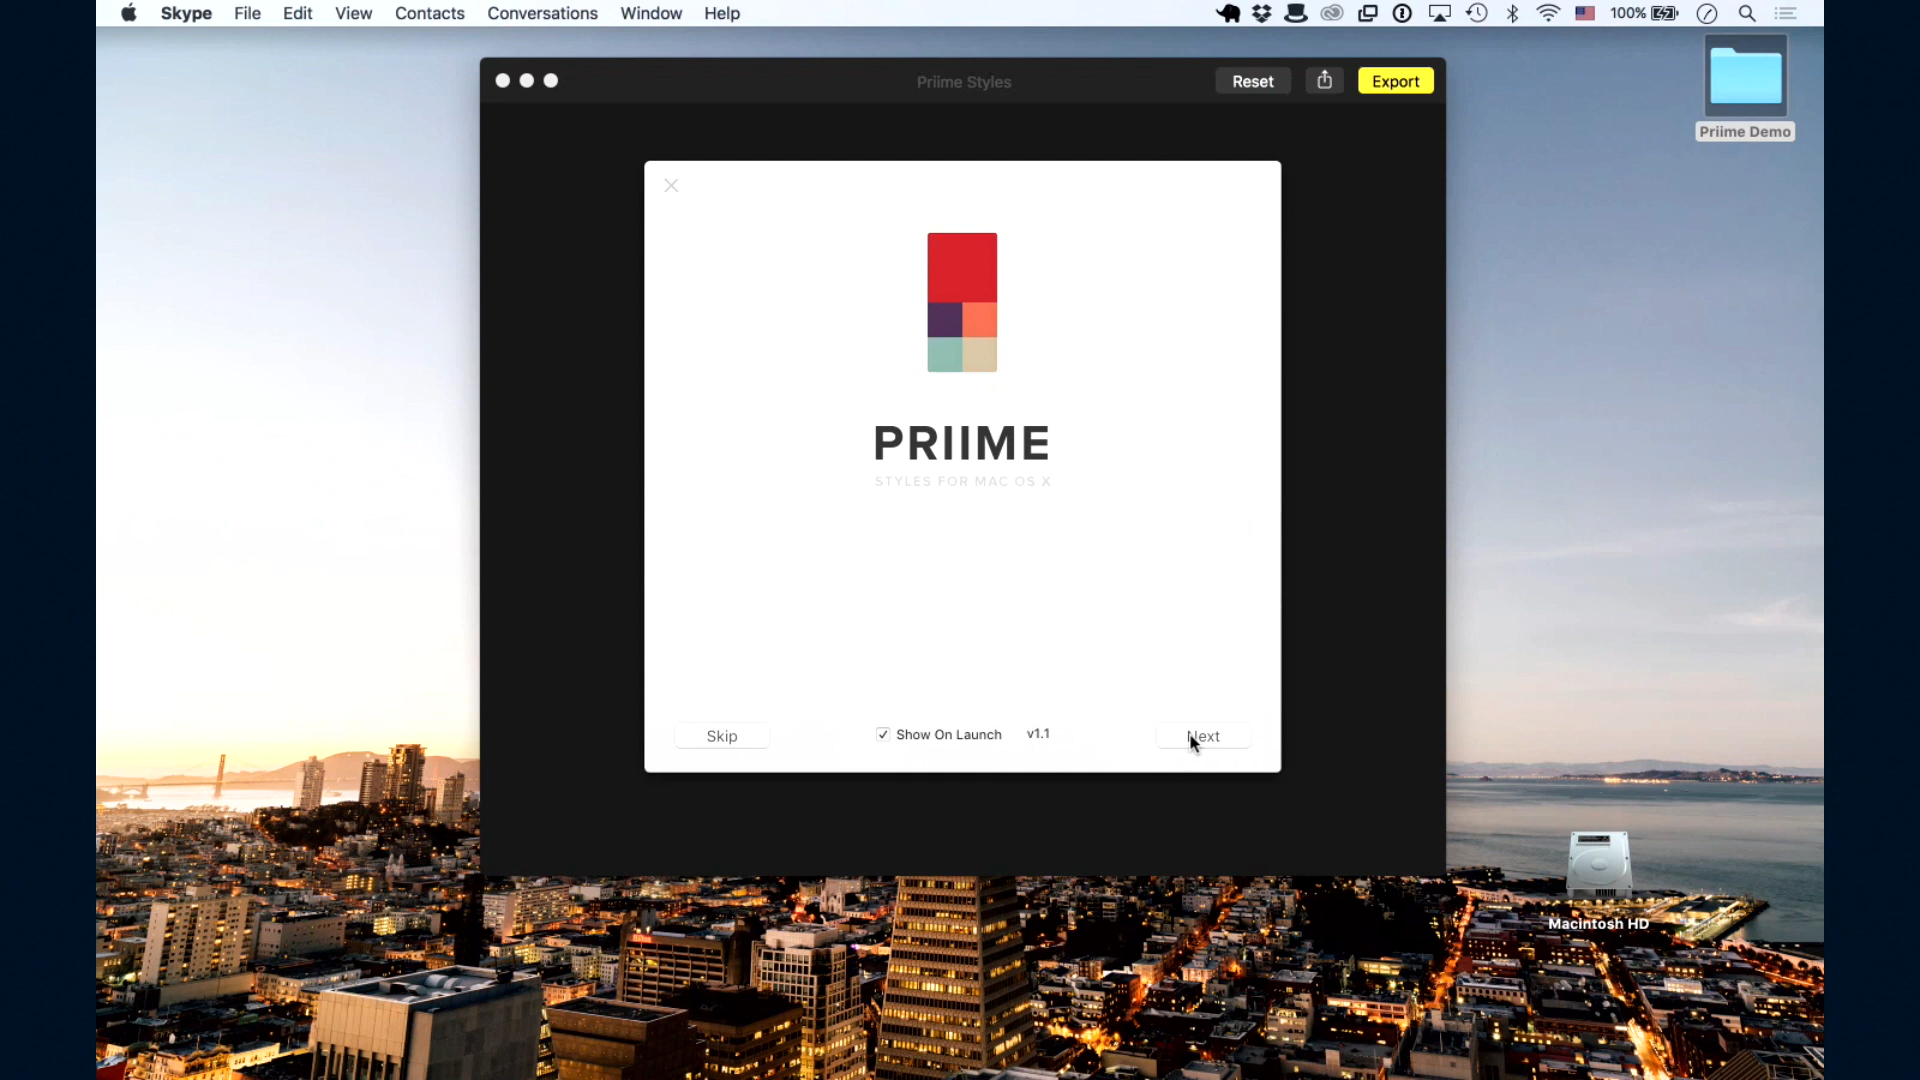 Skype File Edit View Contacts Conversations Window Help 100%
Priime Styles Reset Export
Priime Demo
PRIIME
STYLES FOR MAC OS X
Skip Show On Launch v1.1 Next
Macintosh HD